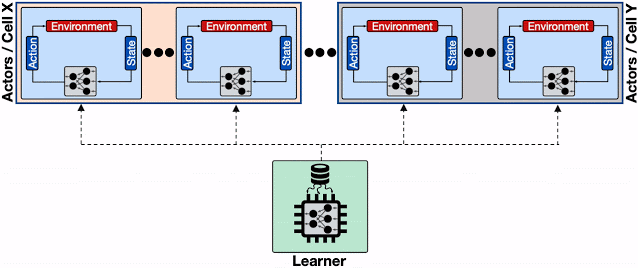 Actors / Cell X
Environment
Action
State
Environment
Action
State
Environment
Action
State
Environment
Action
State
Actors / Cell Y
Learner